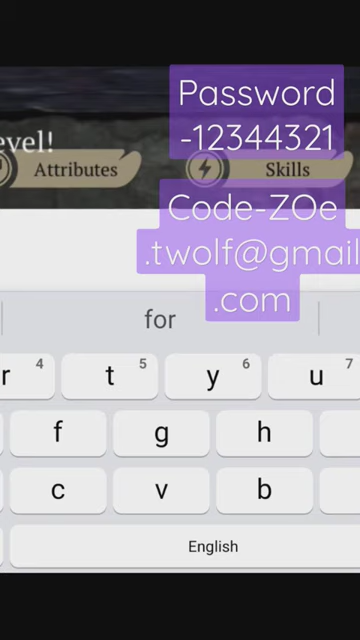 Password
-12344321
evel!
Attributes
Skills
Code-ZOe
.twolf@gmail
.com
for
r 4 t 5 y 6 u 7
f g h
c v b
English